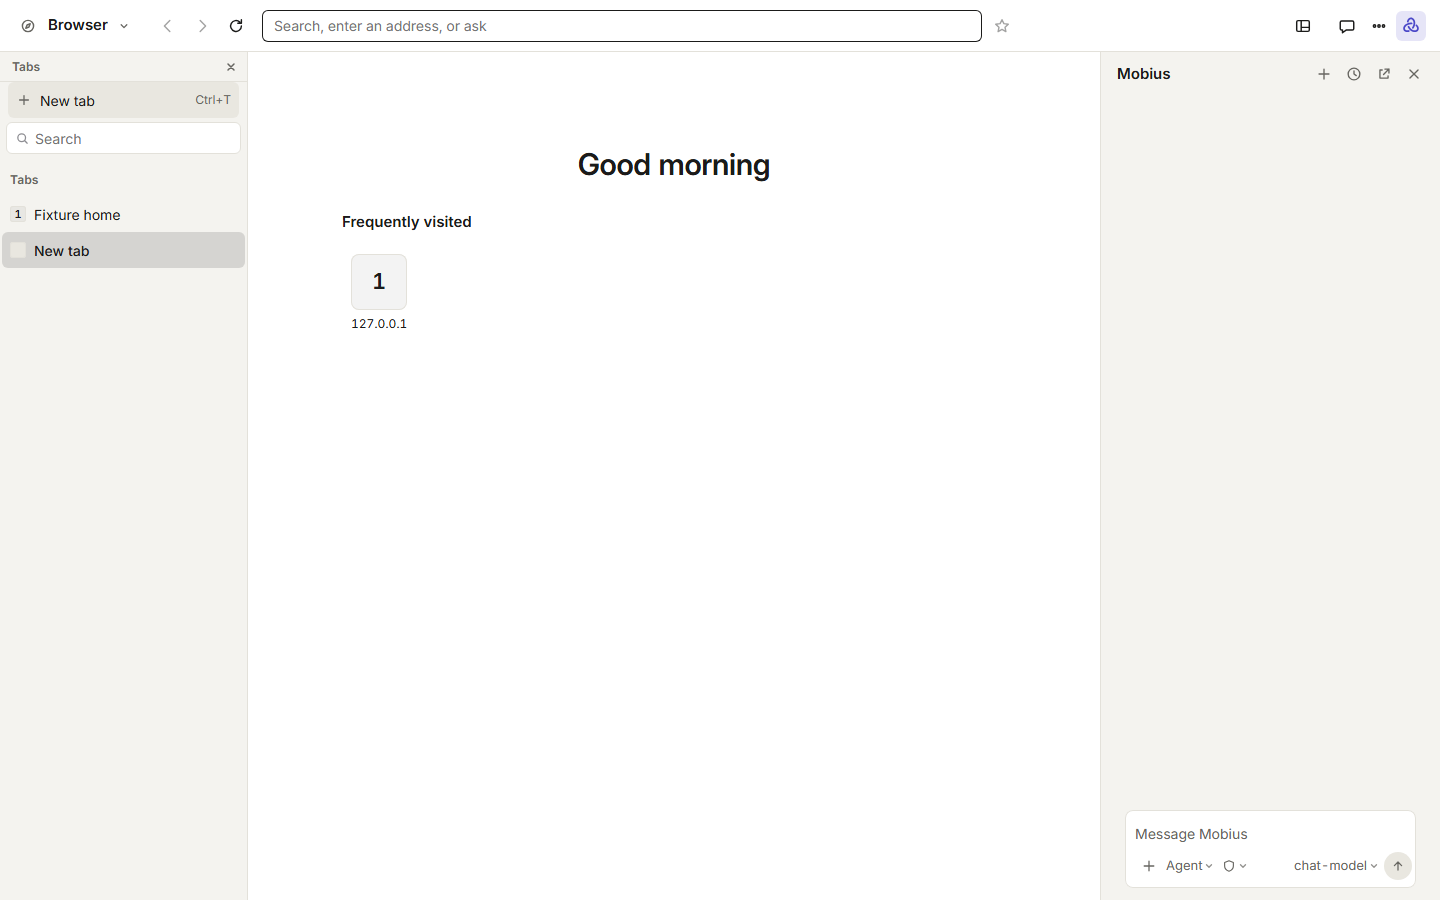 Browser
Search, enter an address, or ask
Tabs
New tab
Ctrl+T
Search
Tabs
1 Fixture home
New tab
Good morning
Frequently visited
1
127.0.0.1
Mobius
Message Mobius
Agent
chat-model